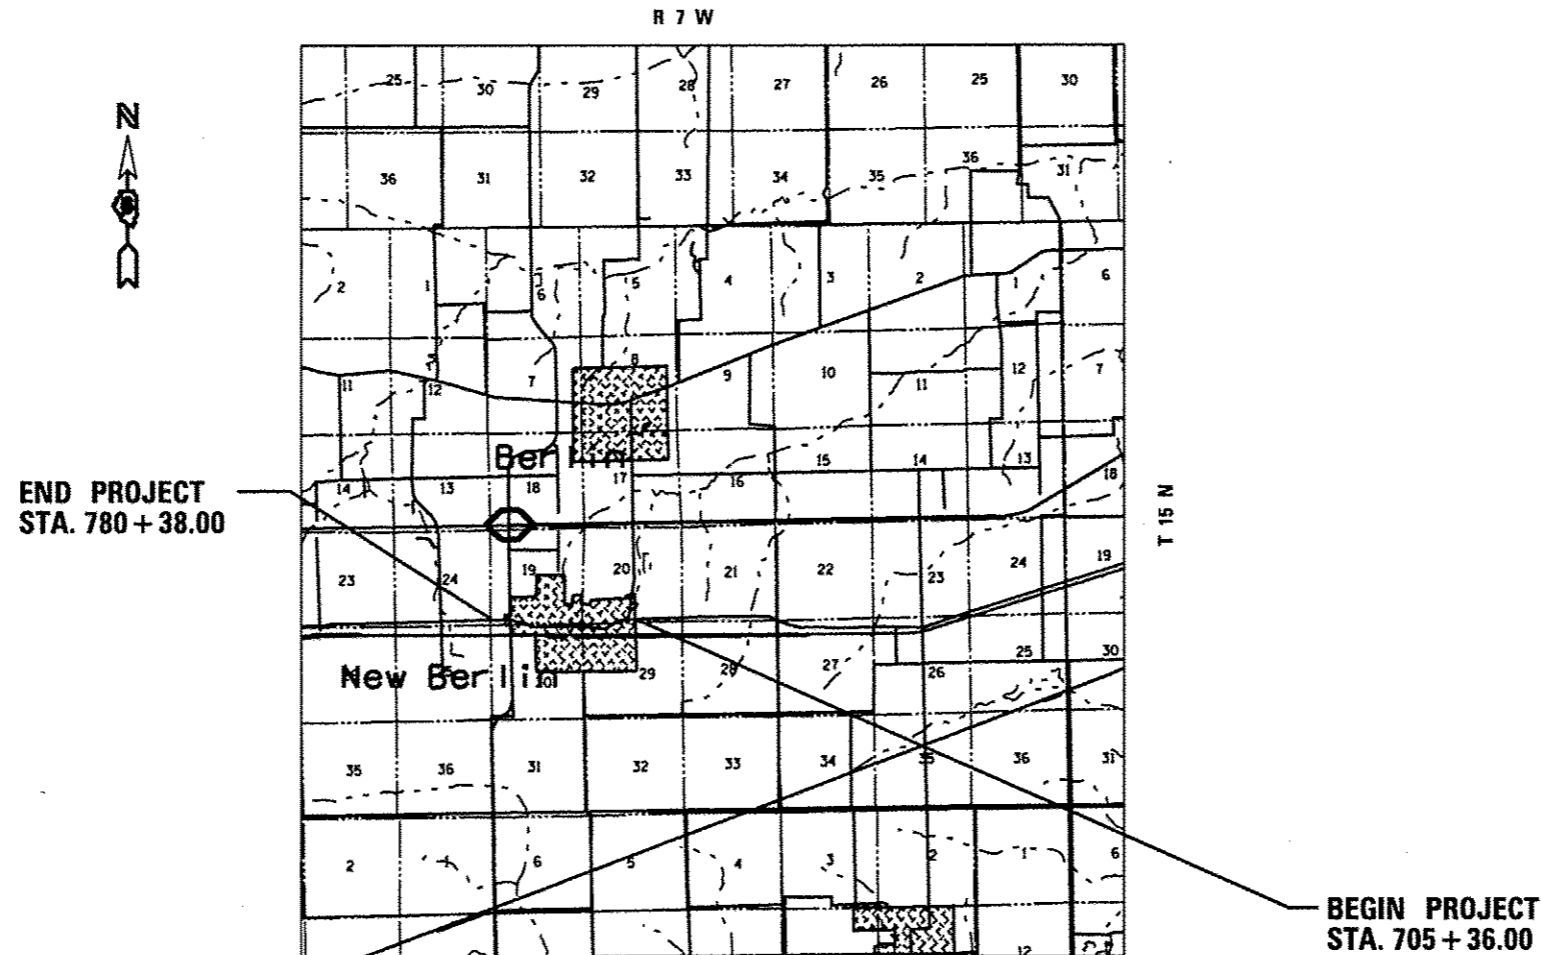 R 7 W
N
25 30 29 28 27 26 25 30
36 31 32 33 34 35 36 31
2 1 6 5 4 3 2 1 6
11 12 7 8 9 10 11 12 7
Berlin
14 13 18 17 16 15 14 13 18
END PROJECT
STA. 780 + 38.00
T 15 N
23 24 19 20 21 22 23 24 19
New Berlin
30 29 28 27 26 25 30
35 36 31 32 33 34 35 36 31
2 1 6 5 4 3 2 1 6
12
BEGIN PROJECT
STA. 705 + 36.00